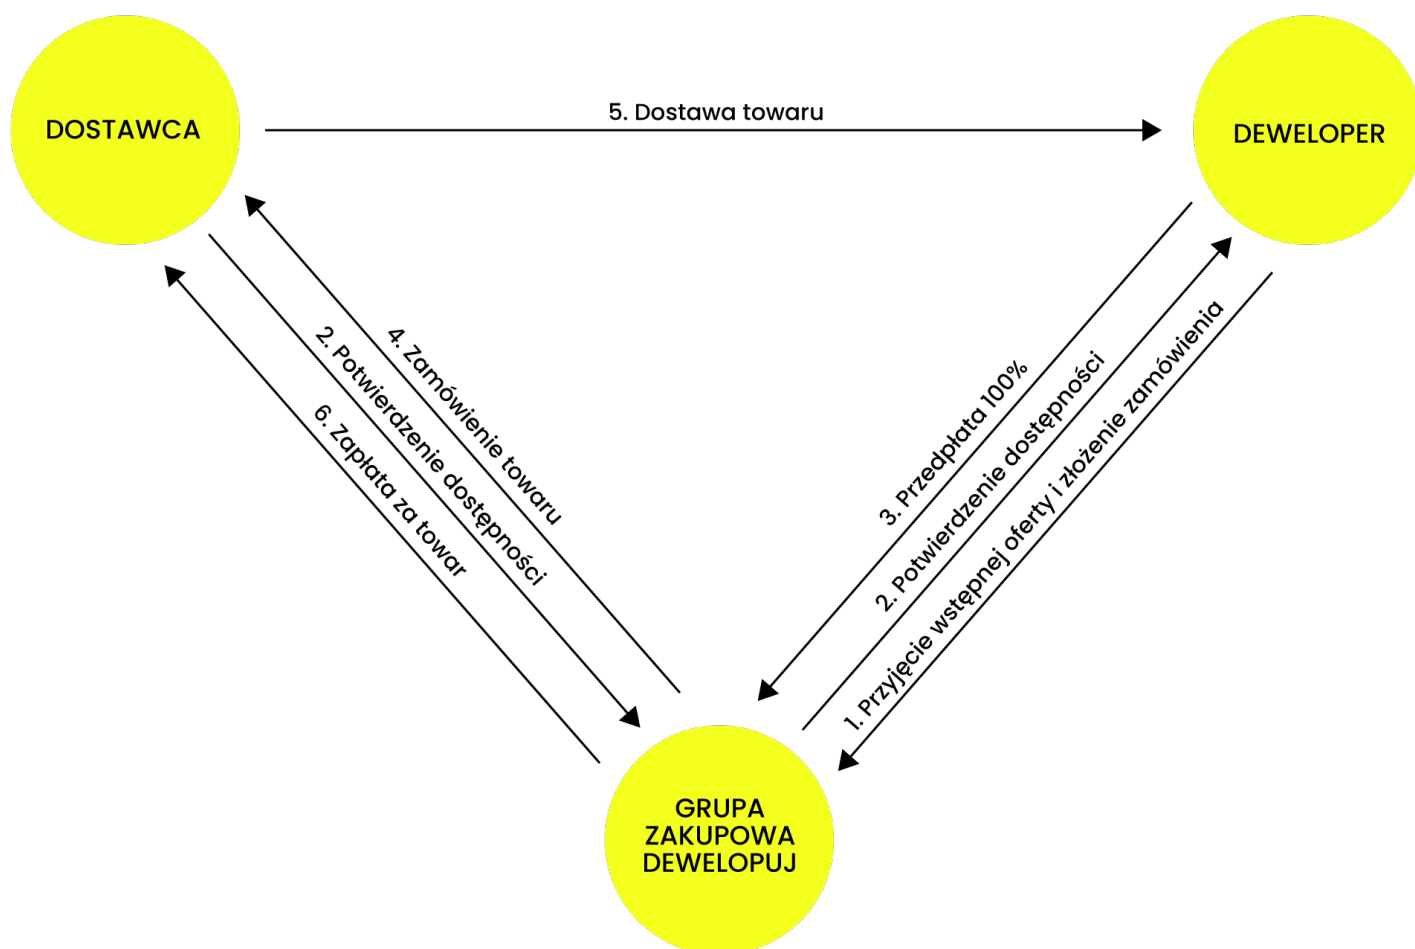 DOSTAWCA
5. Dostawa towaru
DEWELOPER
4. Zamówienie towaru
2. Potwierdzenie dostępności
6. Zapłata za towar
3. Przedpłata 100%
2. Potwierdzenie dostępności
1. Przyjęcie wstępnej oferty i złożenie zamówienia
GRUPA
ZAKUPOWA
DEWELOPUJ